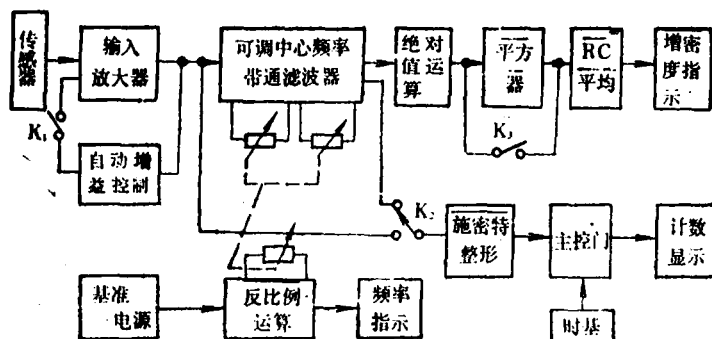 传感器
输入
放大器
可调中心频率
带通滤波器
绝对
值运
算
平方
器
RC
平均
增密
度指
示
K₁
K₃
自动增
益控制
K₂
施密特
整形
主控门
计数
显示
基准
电源
反比例
运算
频率
指示
时基